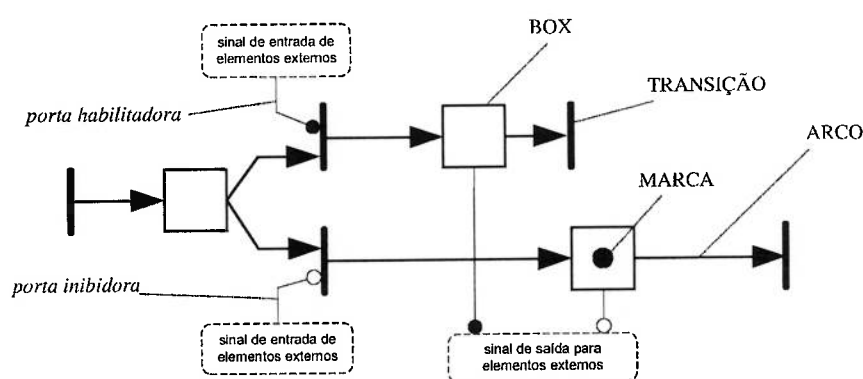 BOX
sinal de entrada de
elementos externos
TRANSIÇÃO
porta habilitadora
ARCO
MARCA
porta inibidora
sinal de entrada de
elementos externos
sinal de saída para
elementos externos